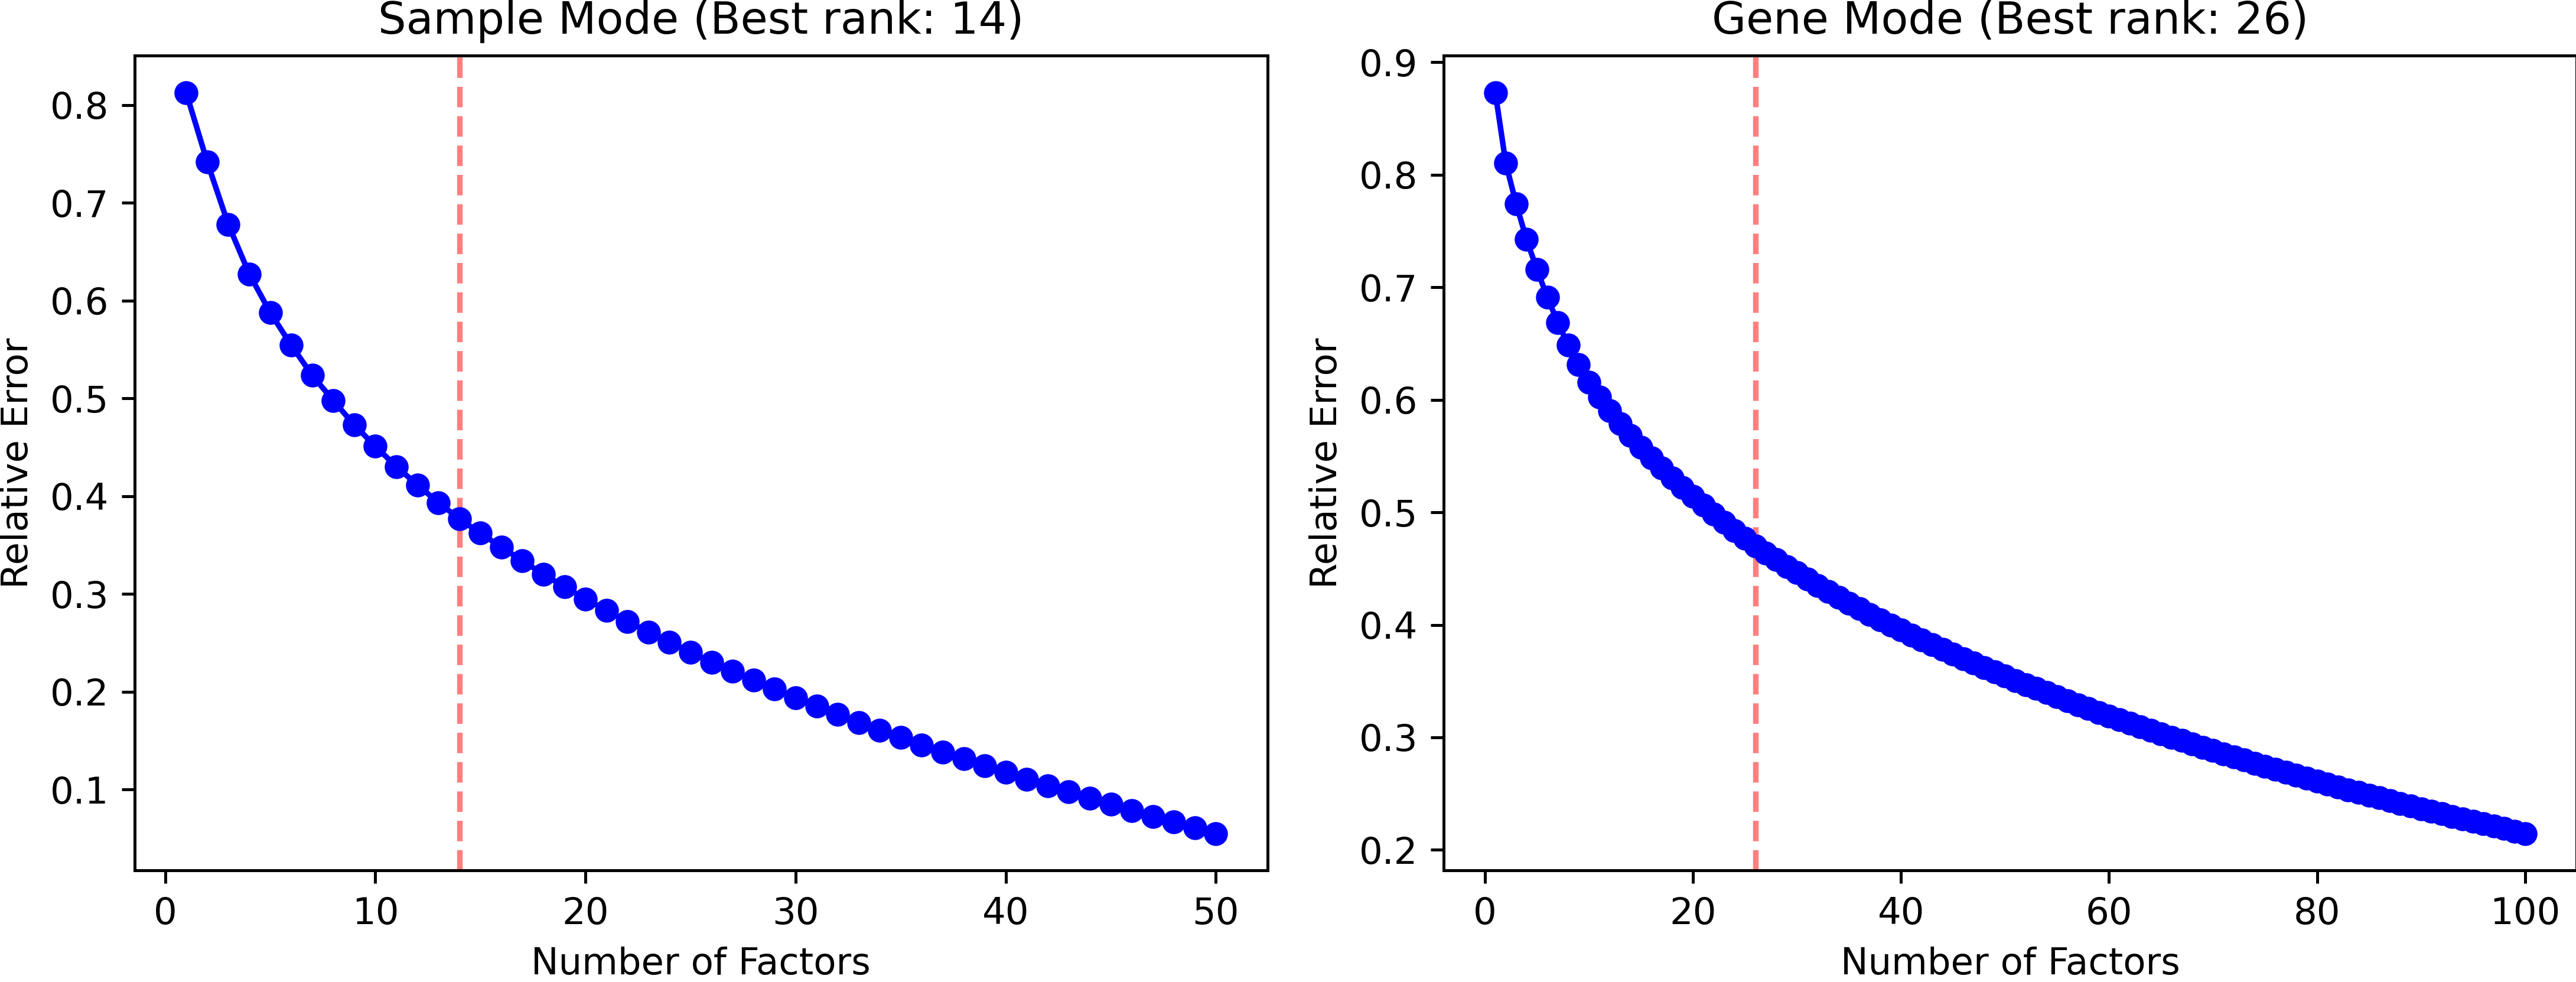 Sample Mode (Best rank: 14)
Relative Error
0.8
0.7
0.6
0.5
0.4
0.3
0.2
0.1
0 10 20 30 40 50
Number of Factors
Gene Mode (Best rank: 26)
Relative Error
0.9
0.8
0.7
0.6
0.5
0.4
0.3
0.2
0 20 40 60 80 100
Number of Factors